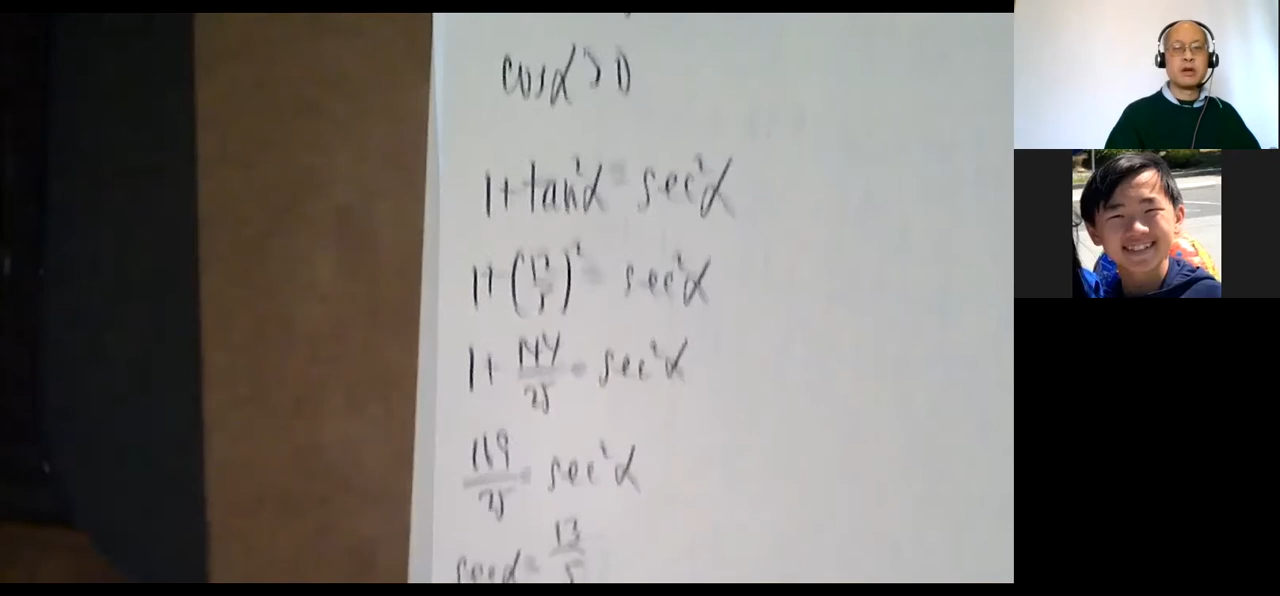 cosα > 0
1 + tan²α = sec²α
1 + (12/5)² = sec²α
1 + 144/25 = sec²α
169/25 = sec²α
secα = 13/5